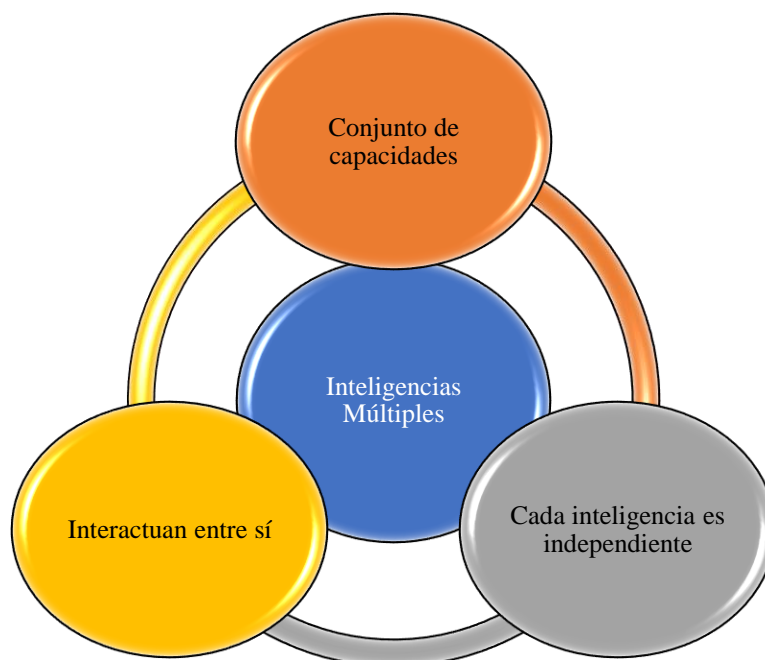 Conjunto de
capacidades
Inteligencias
Múltiples
Interactuan entre sí
Cada inteligencia es
independiente